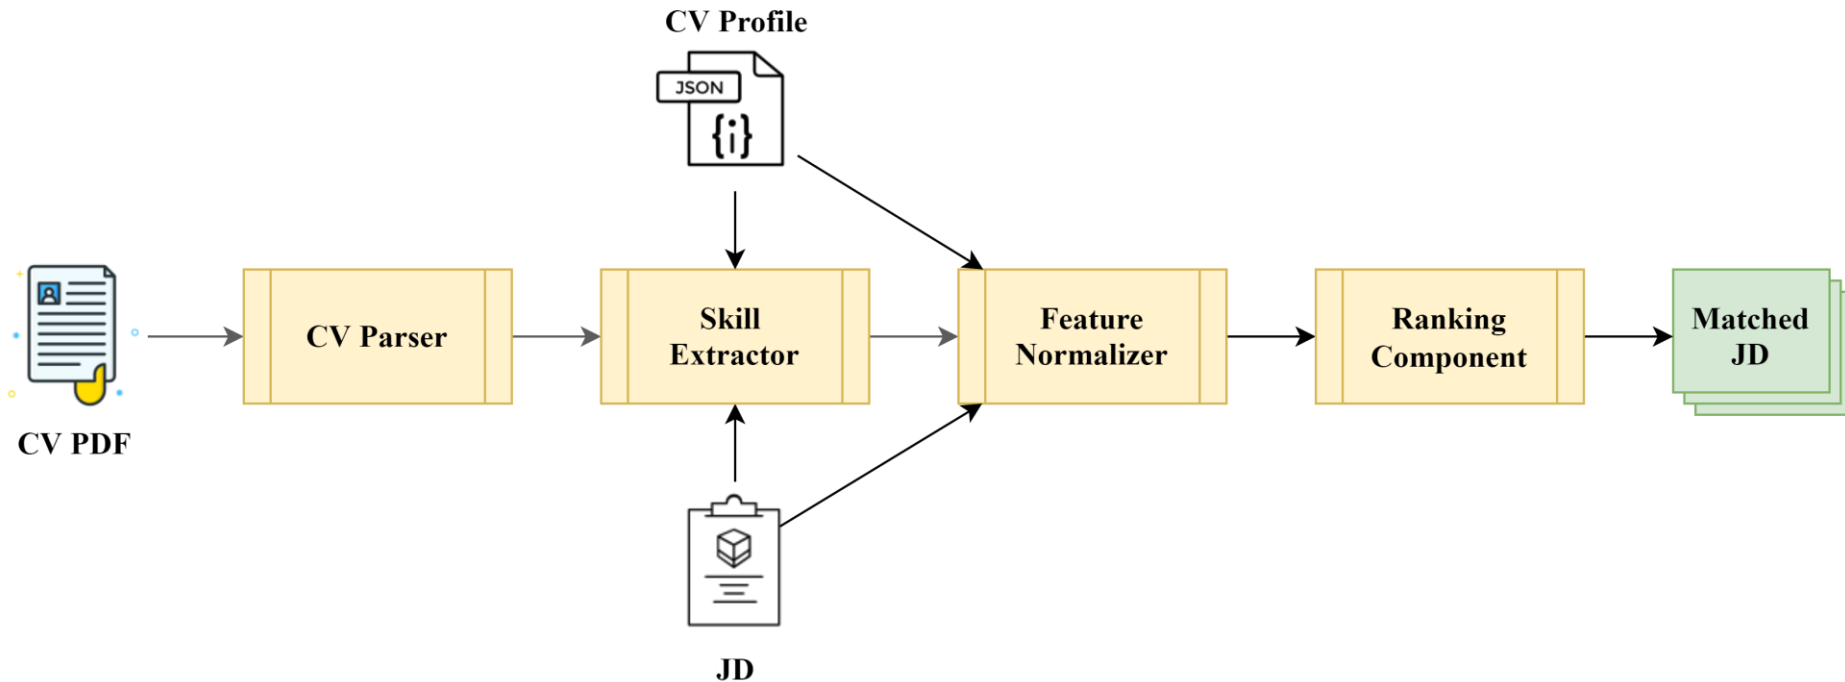 CV Profile
JSON
{i}
CV PDF
CV Parser
Skill
Extractor
Feature
Normalizer
Ranking
Component
Matched
JD
JD